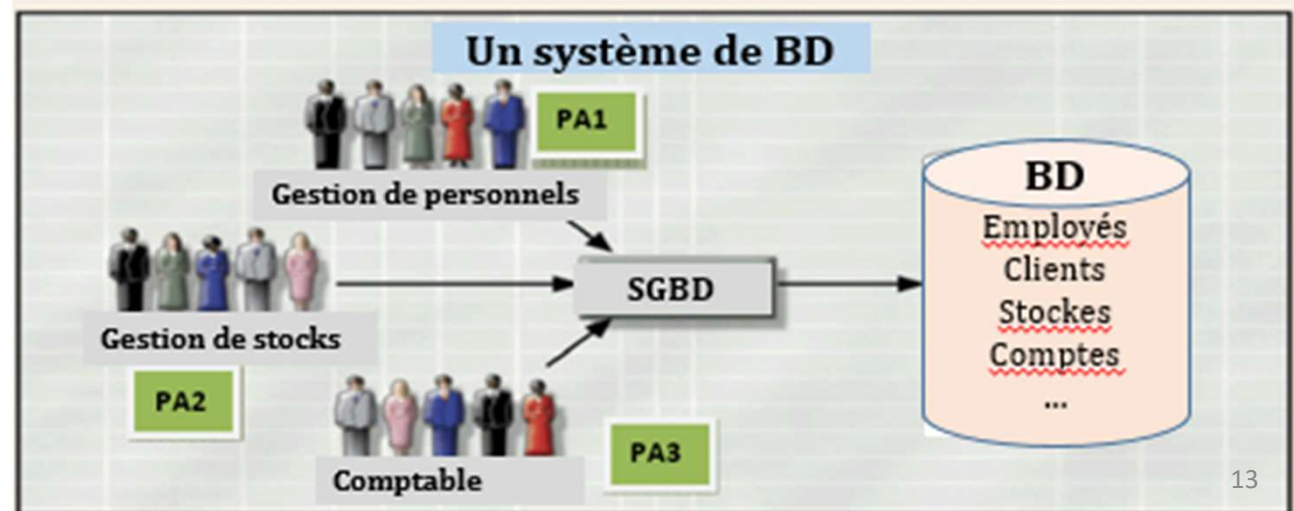 Un système de BD
PA1
Gestion de personnels
Gestion de stocks
PA2
Comptable
PA3
SGBD
BD
Employés
Clients
Stockes
Comptes
...
13